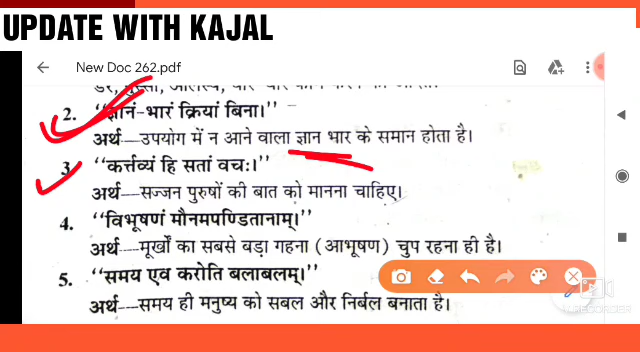 UPDATE WITH KAJAL
New Doc 262.pdf
2. “ज्ञानं-भारं क्रियां बिना।”
अर्थ—उपयोग में न आने वाला ज्ञान भार के समान होता है।
3. “कर्त्तव्यं हि सतां वचः।”
अर्थ—सज्जन पुरुषों की बात को मानना चाहिए।
4. “विभूषणं मौनमपण्डितानाम्।”
अर्थ—मूर्खों का सबसे बड़ा गहना (आभूषण) चुप रहना ही है।
5. “समय एव करोति बलाबलम्।”
अर्थ—समय ही मनुष्य को सबल और निर्बल बनाता है।